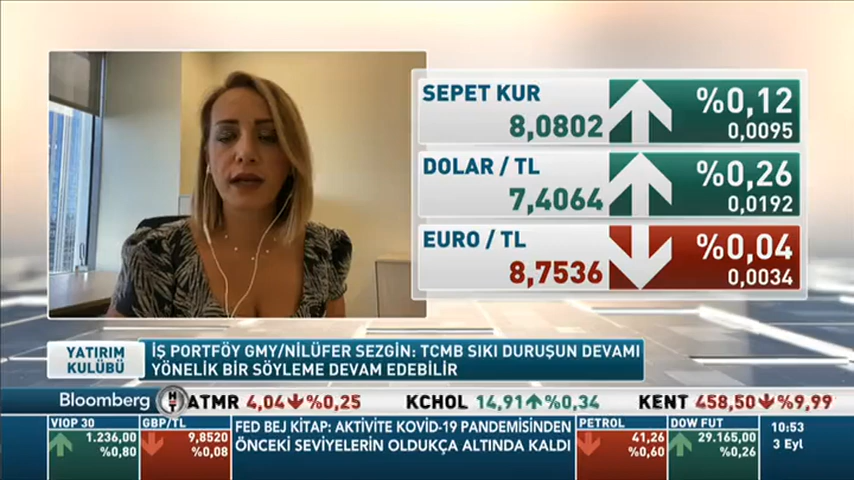 SEPET KUR
8,0802
%0,12
0,0095
DOLAR / TL
7,4064
%0,26
0,0192
EURO / TL
8,7536
%0,04
0,0034
YATIRIM
KULÜBÜ
İŞ PORTFÖY GMY/NİLÜFER SEZGİN: TCMB SIKI DURUŞUN DEVAMI
YÖNELİK BİR SÖYLEME DEVAM EDEBİLİR
Bloomberg HT
ATMR 4,04 %0,25 KCHOL 14,91 %0,34 KENT 458,50 %9,99
VIOP 30
1.236,00
%0,80
GBP/TL
9,8520
%0,08
FED BEJ KİTAP: AKTİVİTE KOVİD-19 PANDEMİSİNDEN
ÖNCEKİ SEVİYELERİN OLDUKÇA ALTINDA KALDI
PETROL
41,26
%0,60
DOW FUT
29.165,00
%0,26
10:53
3 Eyl